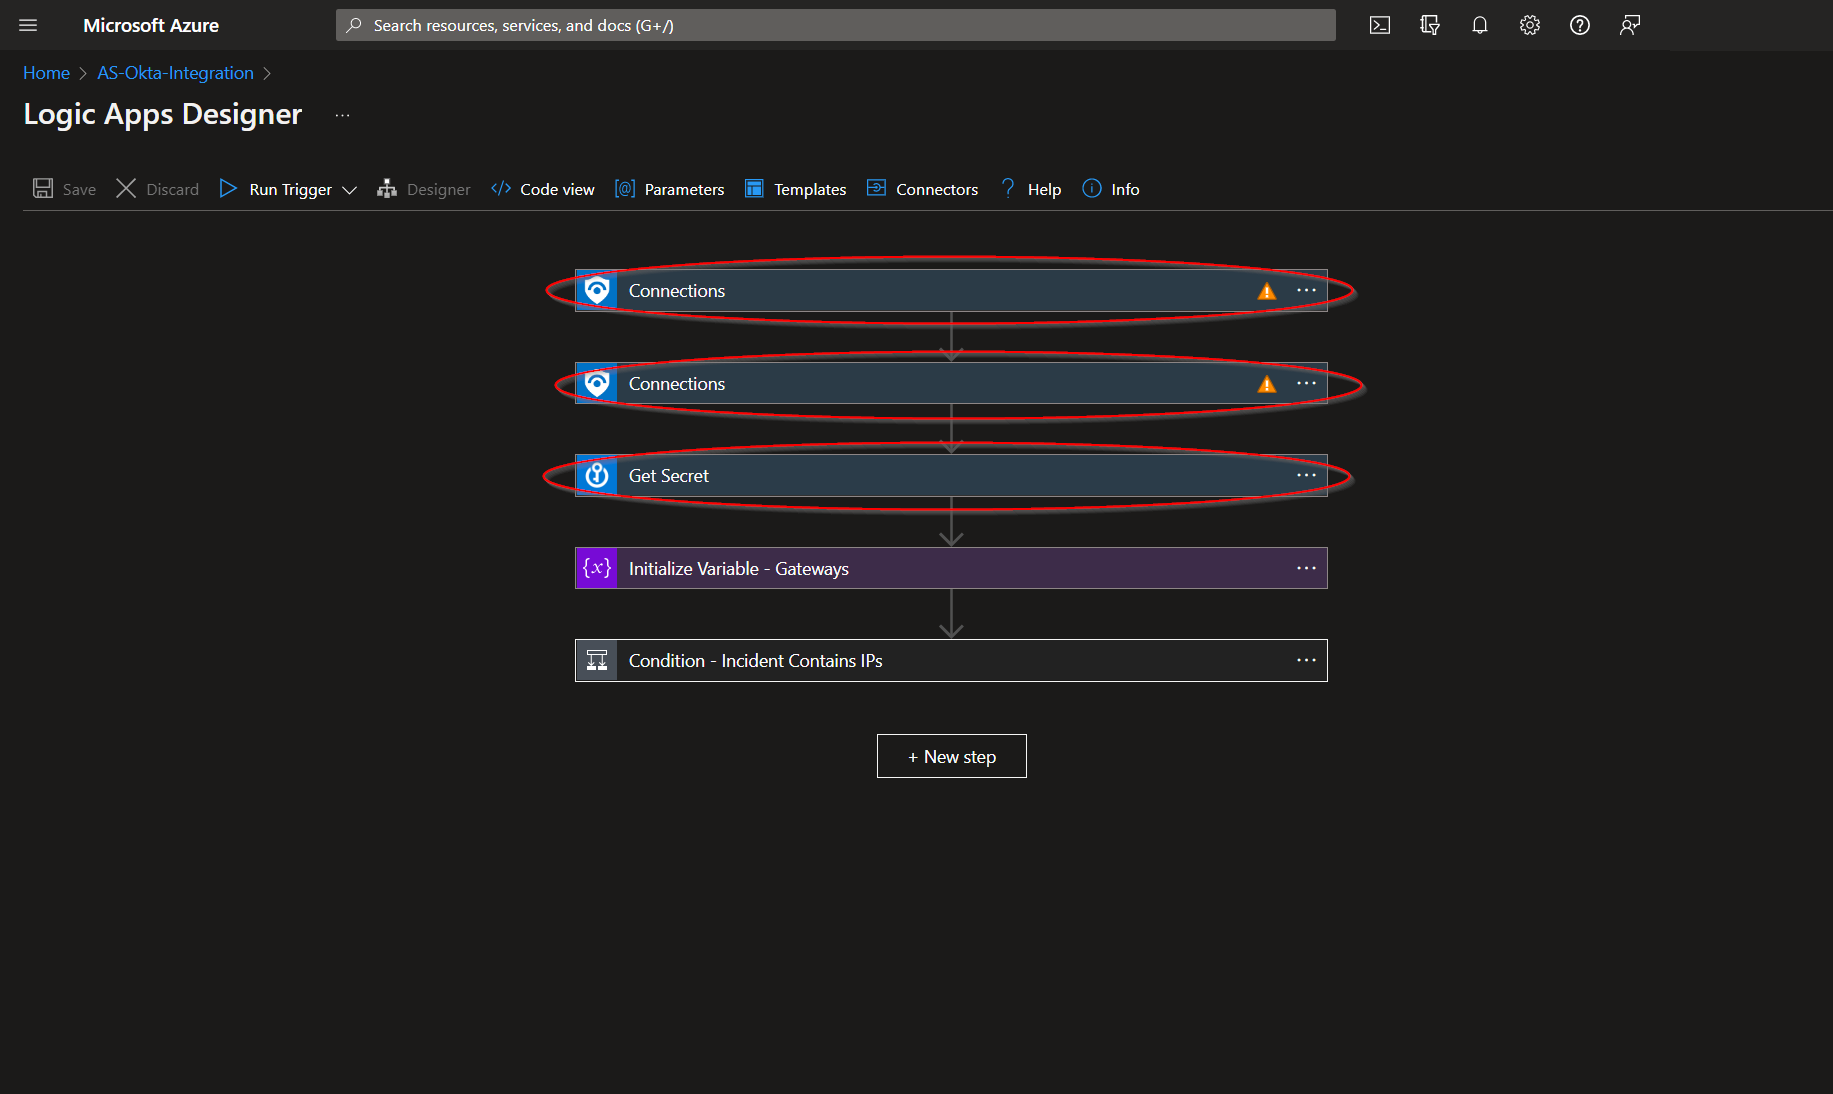 Microsoft Azure
Search resources, services, and docs (G+/)
Home > AS-Okta-Integration >
Logic Apps Designer ...
Save Discard Run Trigger Designer </> Code view [@] Parameters Templates Connectors ? Help Info
Connections
Connections
Get Secret
{x} Initialize Variable - Gateways
Condition - Incident Contains IPs
+ New step